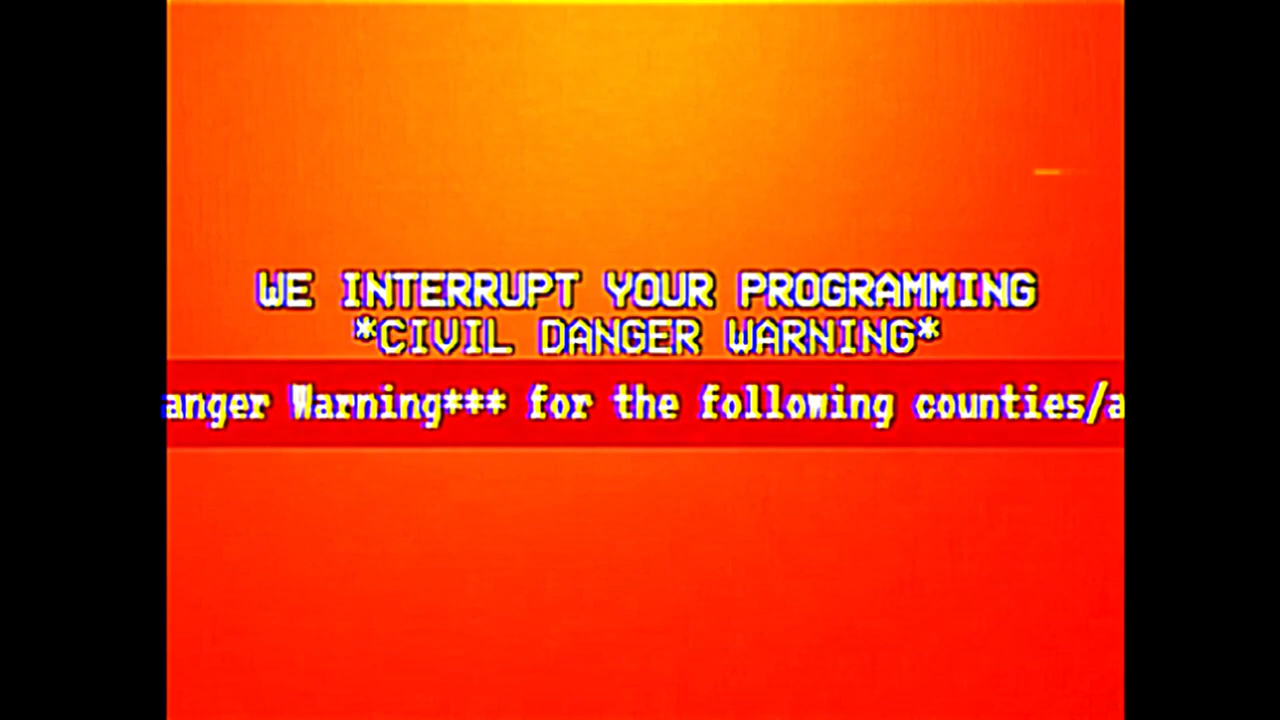 WE INTERRUPT YOUR PROGRAMMING
*CIVIL DANGER WARNING*
anger Warning*** for the following counties/a